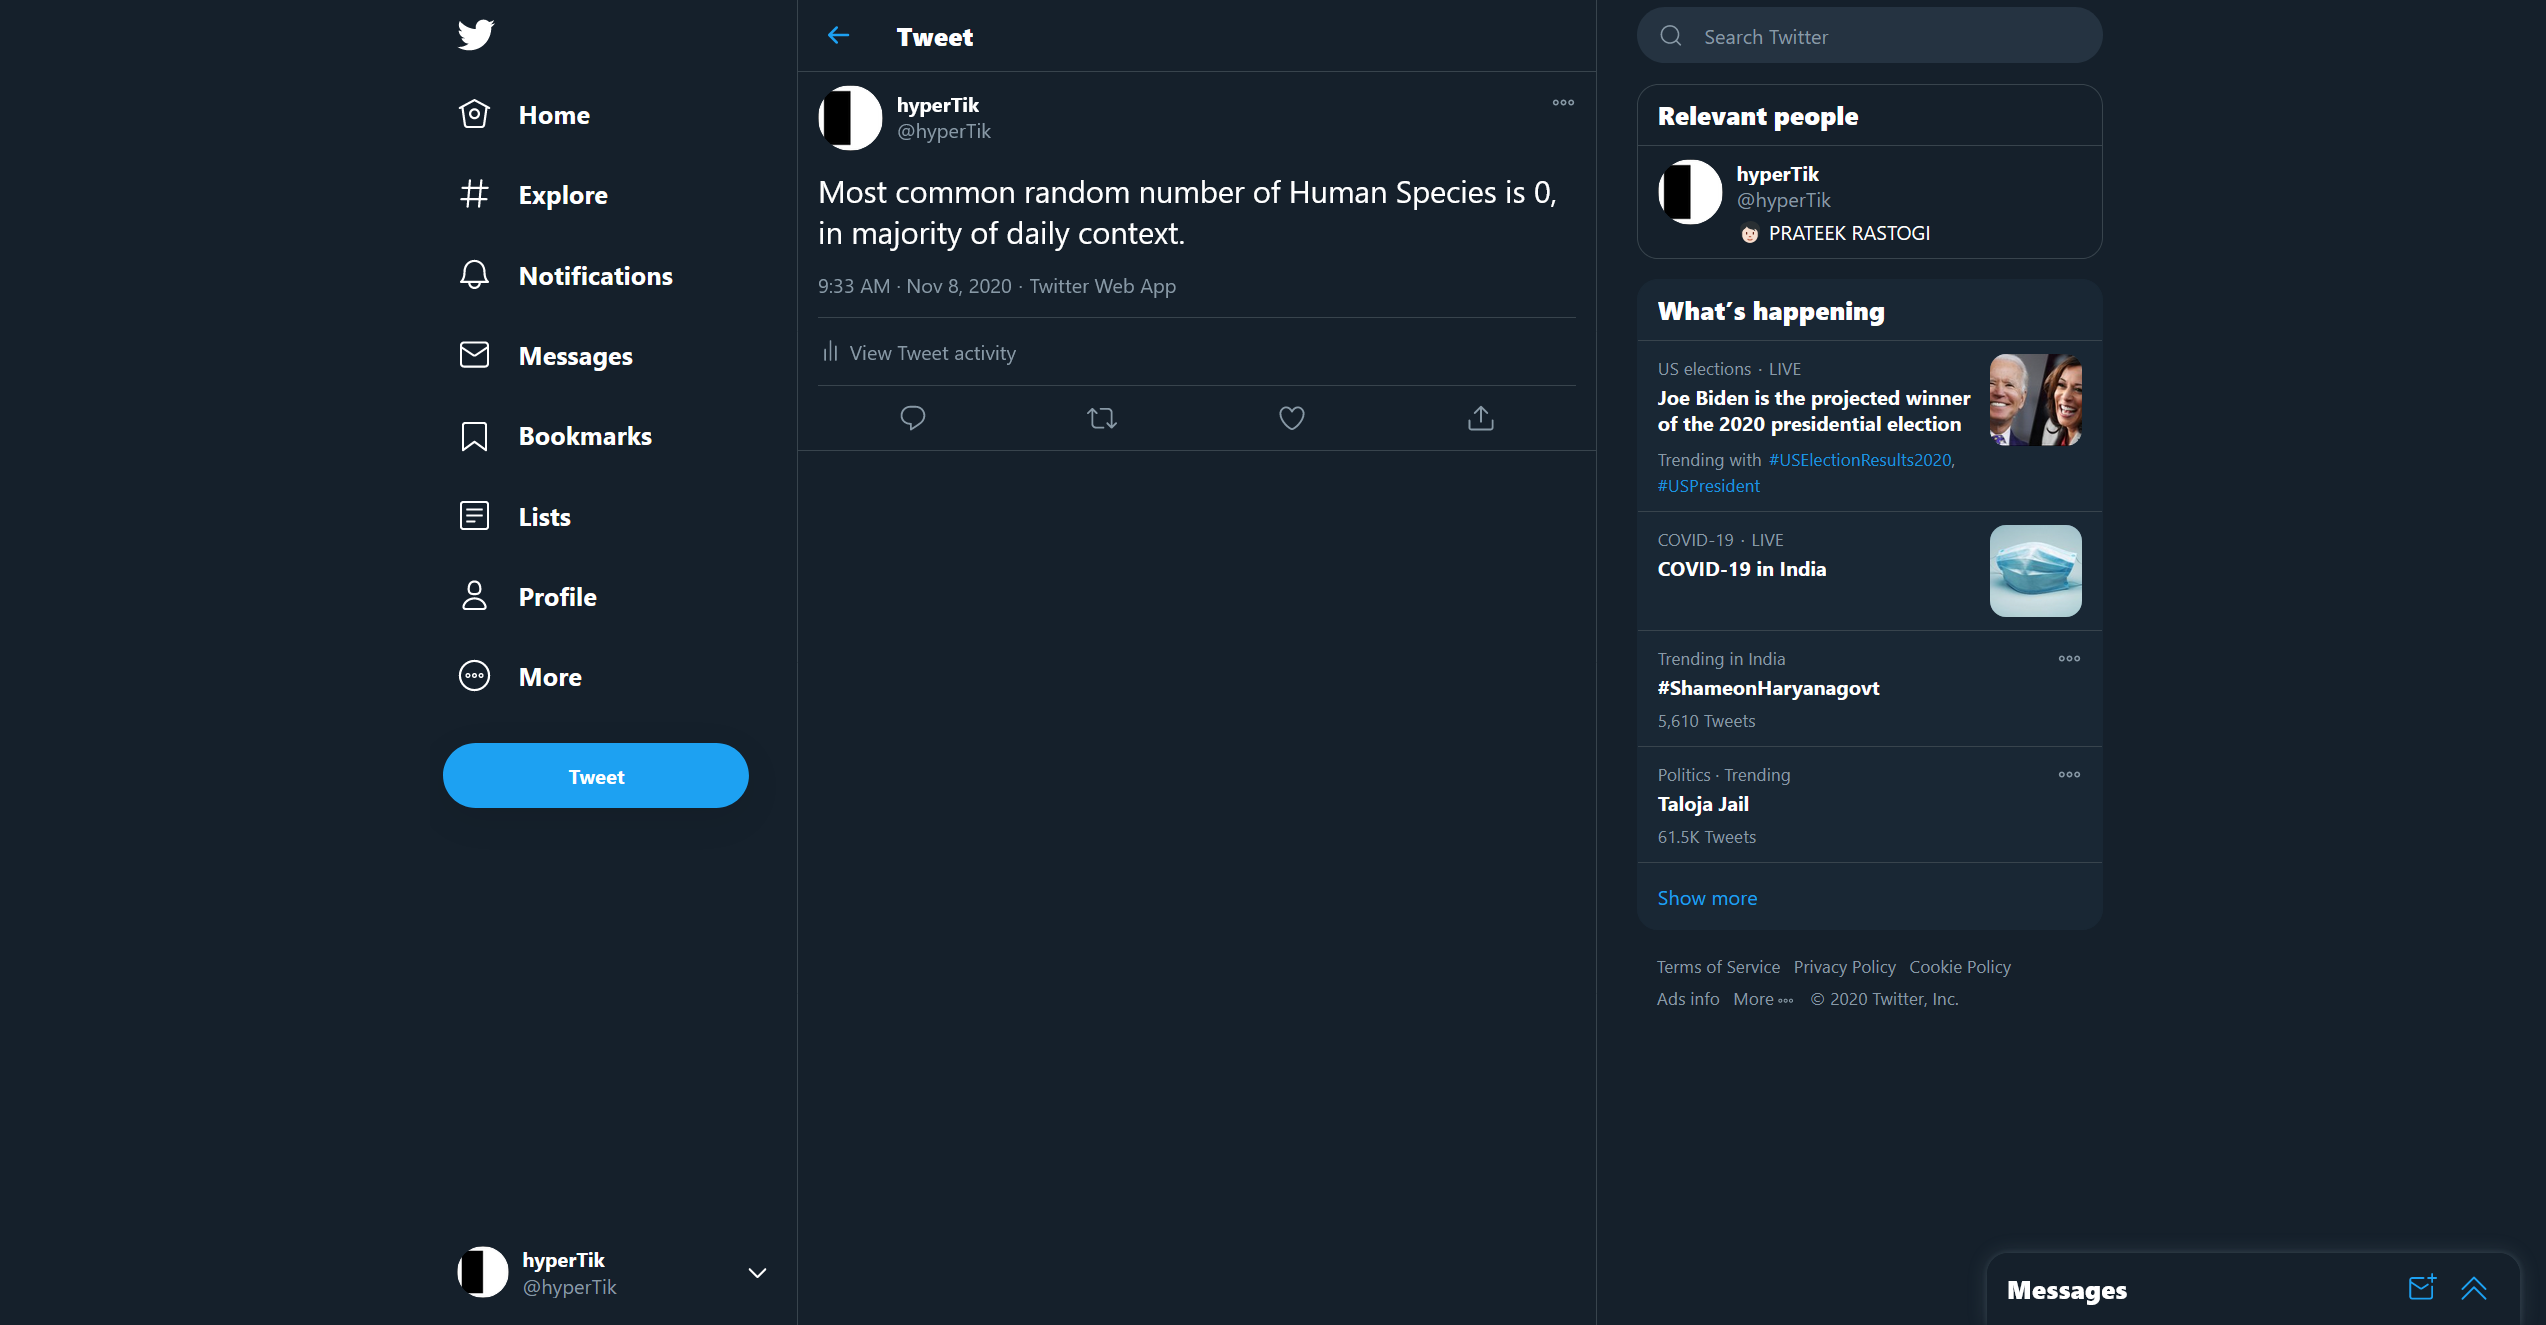 Home
Explore
Notifications
Messages
Bookmarks
Lists
Profile
More
Tweet
hyperTik
@hyperTik
Tweet
hyperTik
@hyperTik
Most common random number of Human Species is 0,
in majority of daily context.
9:33 AM · Nov 8, 2020 · Twitter Web App
View Tweet activity
Search Twitter
Relevant people
hyperTik
@hyperTik
PRATEEK RASTOGI
What's happening
US elections · LIVE
Joe Biden is the projected winner
of the 2020 presidential election
Trending with #USElectionResults2020,
#USPresident
COVID-19 · LIVE
COVID-19 in India
Trending in India
#ShameonHaryanagovt
5,610 Tweets
Politics · Trending
Taloja Jail
61.5K Tweets
Show more
Terms of Service Privacy Policy Cookie Policy
Ads info More © 2020 Twitter, Inc.
Messages